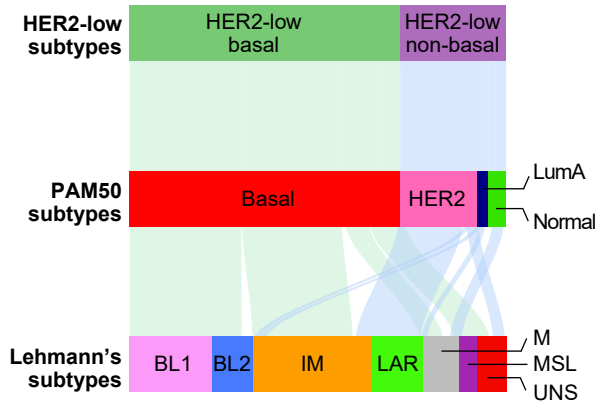 HER2-low
subtypes
HER2-low
basal
HER2-low
non-basal
PAM50
subtypes
Basal
HER2
LumA
Normal
Lehmann's
subtypes
BL1
BL2
IM
LAR
M
MSL
UNS